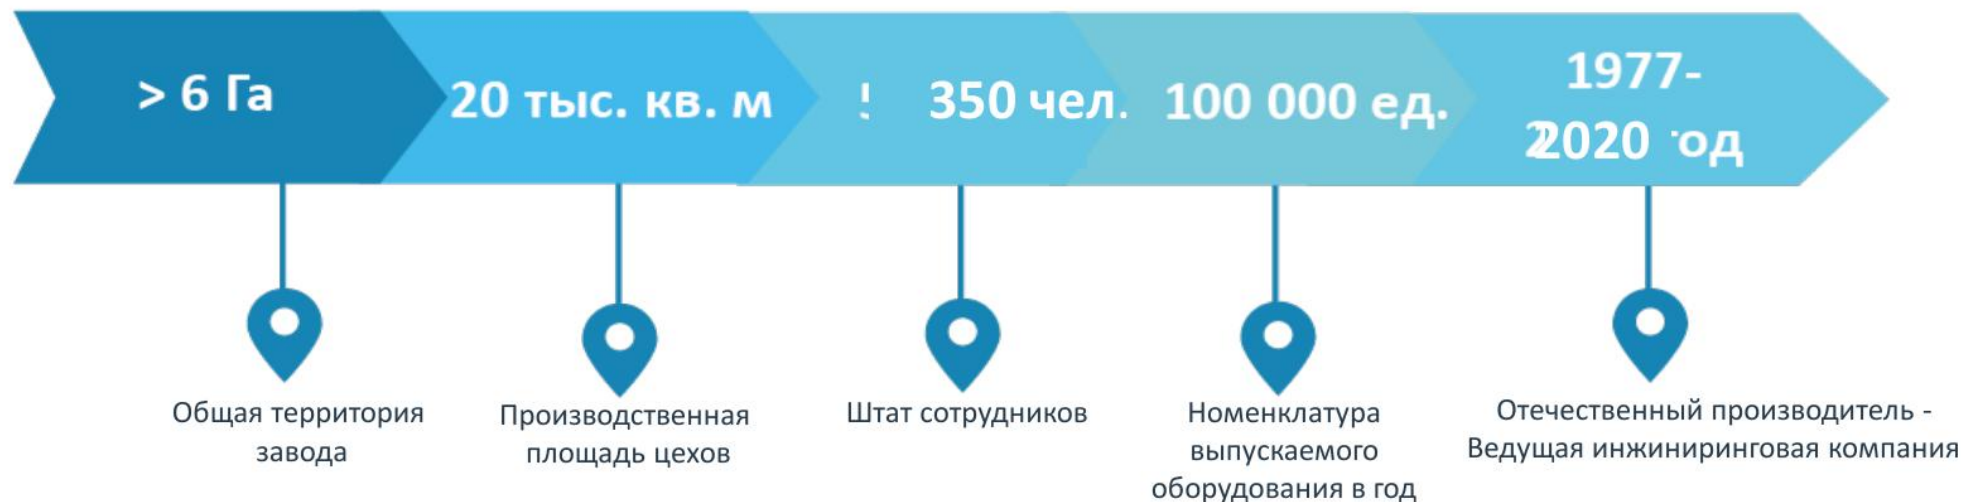 > 6 Га
20 тыс. кв. м
350 чел.
100 000 ед.
1977-
2020 год
Общая территория
завода
Производственная
площадь цехов
Штат сотрудников
Номенклатура
выпускаемого
оборудования в год
Отечественный производитель -
Ведущая инжиниринговая компания